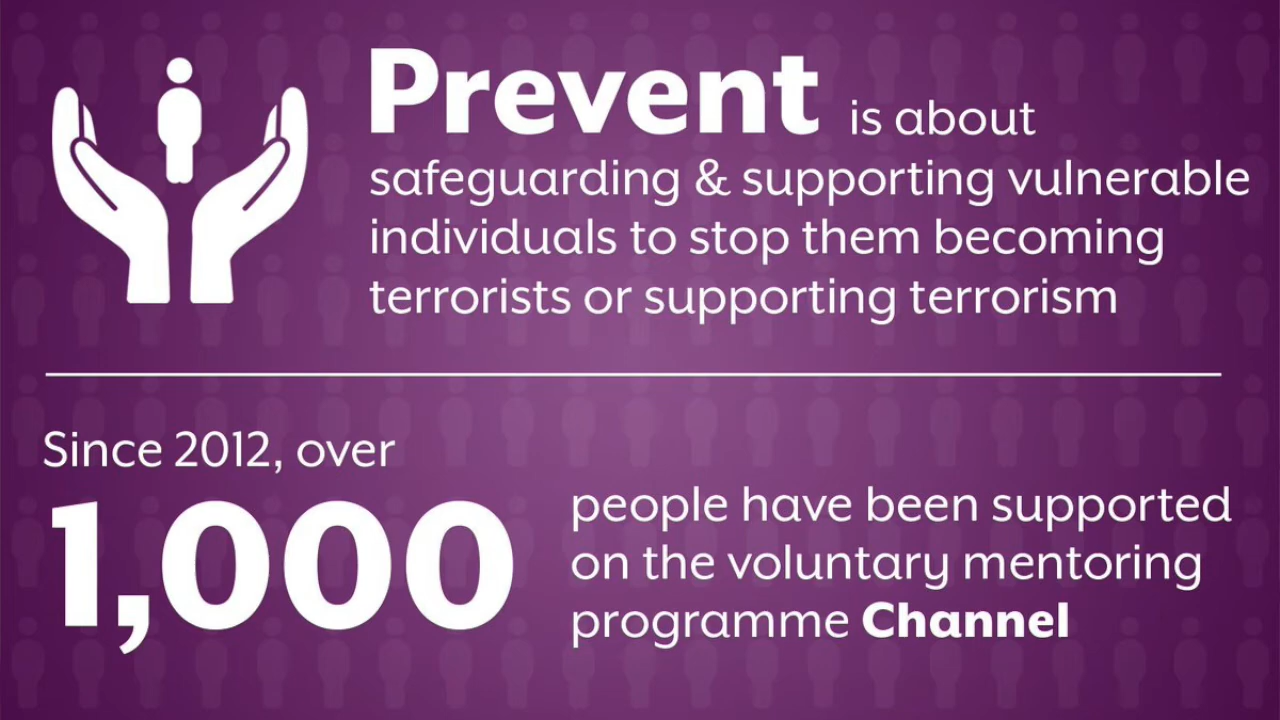 Prevent is about
safeguarding & supporting vulnerable
individuals to stop them becoming
terrorists or supporting terrorism
Since 2012, over
1,000
people have been supported
on the voluntary mentoring
programme Channel